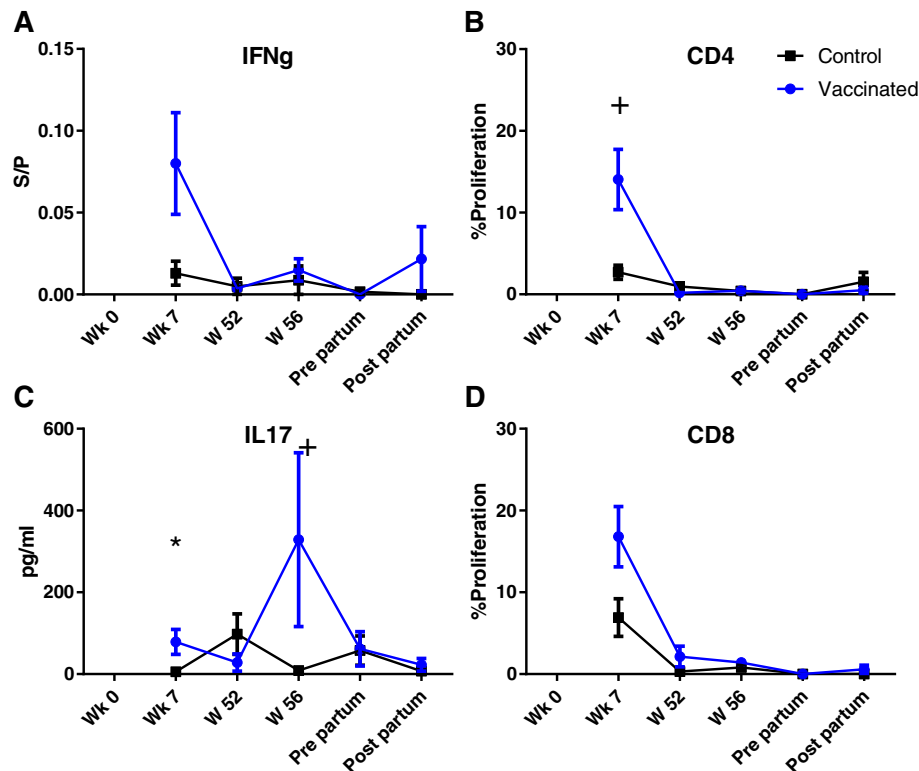 A
IFNg
S/P
0.15
0.10
0.05
0.00
Wk 0
Wk 7
W 52
W 56
Pre partum
Post partum
B
CD4
Control
Vaccinated
%Proliferation
30
20
10
0
+
Wk 0
Wk 7
W 52
W 56
Pre partum
Post partum
C
IL17
pg/ml
600
400
200
0
*
+
Wk 0
Wk 7
W 52
W 56
Pre partum
Post partum
D
CD8
%Proliferation
30
20
10
0
Wk 0
Wk 7
W 52
W 56
Pre partum
Post partum